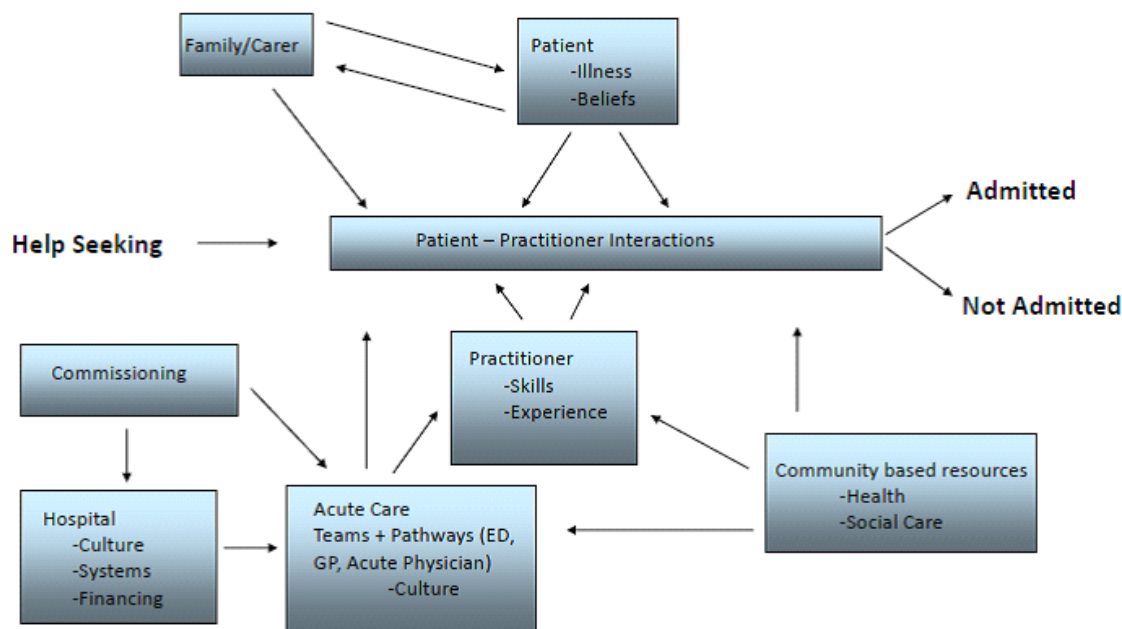 Family/Carer
Patient
-Illness
-Beliefs
Admitted
Help Seeking
Patient – Practitioner Interactions
Not Admitted
Commissioning
Practitioner
-Skills
-Experience
Community based resources
-Health
-Social Care
Hospital
-Culture
-Systems
-Financing
Acute Care
Teams + Pathways (ED,
GP, Acute Physician)
-Culture